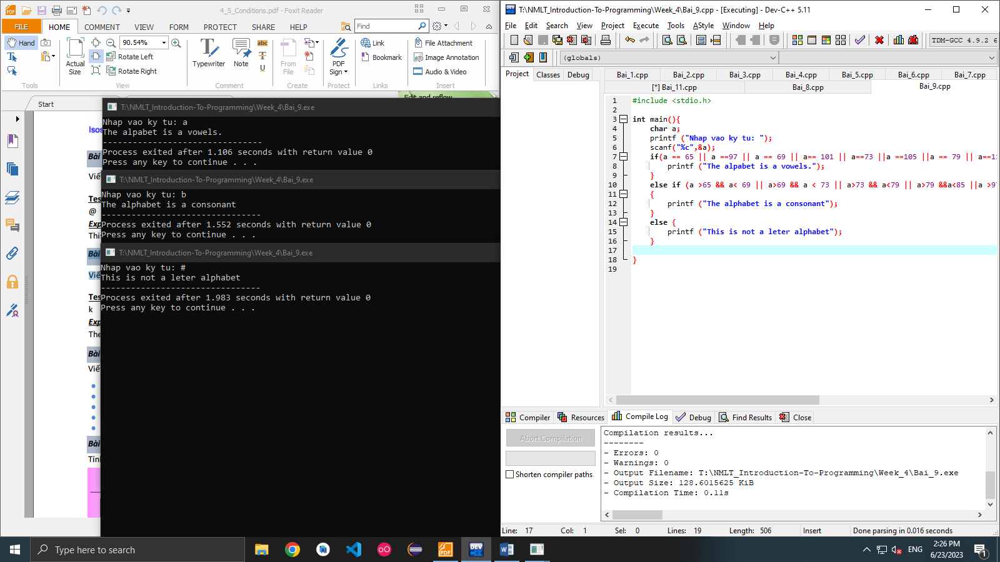 4_5_Conditions.pdf - Foxit Reader
FILE HOME COMMENT VIEW FORM PROTECT SHARE HELP Find
Hand 90.54% Link File Attachment
Rotate Left Bookmark Image Annotation
Actual Size Rotate Right Typewriter Note From File PDF Sign Audio & Video
Tools View Comment Create Protect Links Insert
Edit and reflow
Start
Isos
Bài
Viế
Tes
@
Exp
This
Bài
Viế
Tes
k
Exp
The
Bài
Viế
Bài
Tín
T:\NMLT_Introduction-To-Programming\Week_4\Bai_9.exe
Nhap vao ky tu: a
The alpabet is a vowels.
--------------------------------
Process exited after 1.106 seconds with return value 0
Press any key to continue . . .
T:\NMLT_Introduction-To-Programming\Week_4\Bai_9.exe
Nhap vao ky tu: b
The alphabet is a consonant
--------------------------------
Process exited after 1.552 seconds with return value 0
Press any key to continue . . .
T:\NMLT_Introduction-To-Programming\Week_4\Bai_9.exe
Nhap vao ky tu: #
This is not a leter alphabet
--------------------------------
Process exited after 1.983 seconds with return value 0
Press any key to continue . . .
T:\NMLT_Introduction-To-Programming\Week_4\Bai_9.cpp - [Executing] - Dev-C++ 5.11
File Edit Search View Project Execute Tools AStyle Window Help
TDM-GCC 4.9.2 6
(globals)
Project Classes Debug
Bai_1.cpp Bai_2.cpp Bai_3.cpp Bai_4.cpp Bai_5.cpp Bai_6.cpp Bai_7.cpp
[*] Bai_11.cpp Bai_8.cpp Bai_9.cpp
1 #include <stdio.h>
2
3 int main(){
4 char a;
5 printf ("Nhap vao ky tu: ");
6 scanf("%c",&a);
7 if(a == 65 || a ==97 || a == 69 || a== 101 || a==73 ||a ==105 ||a == 79 || a==11
8 printf ("The alpabet is a vowels.");
9 }
10 else if (a >65 && a< 69 || a>69 && a < 73 || a>73 && a<79 || a>79 &&a<85 ||a >97
11 {
12 printf ("The alphabet is a consonant");
13 }
14 else {
15 printf ("This is not a leter alphabet");
16 }
17
18 }
19
Compiler Resources Compile Log Debug Find Results Close
Abort Compilation
Shorten compiler paths
Compilation results...
--------
- Errors: 0
- Warnings: 0
- Output Filename: T:\NMLT_Introduction-To-Programming\Week_4\Bai_9.exe
- Output Size: 128.6015625 KiB
- Compilation Time: 0.11s
Line: 17 Col: 1 Sel: 0 Lines: 19 Length: 506 Insert Done parsing in 0.016 seconds
Type here to search
ENG
2:26 PM
6/23/2023
1